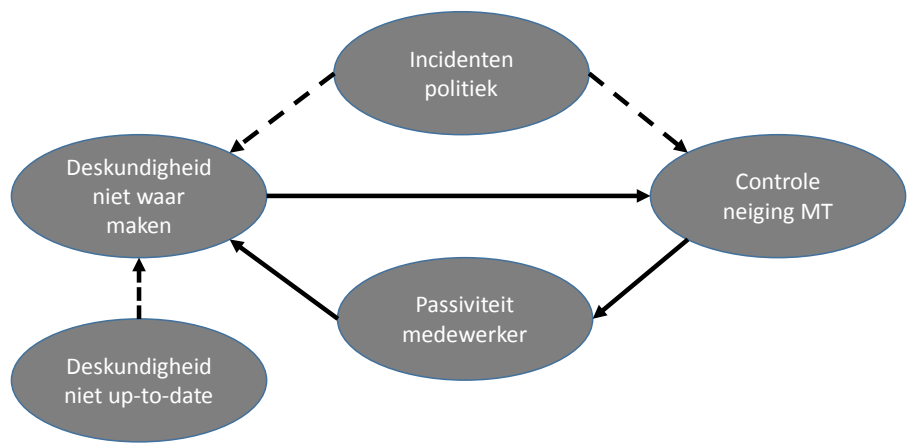 Incidenten
politiek
Deskundigheid
niet waar
maken
Controle
neiging MT
Passiviteit
medewerker
Deskundigheid
niet up-to-date